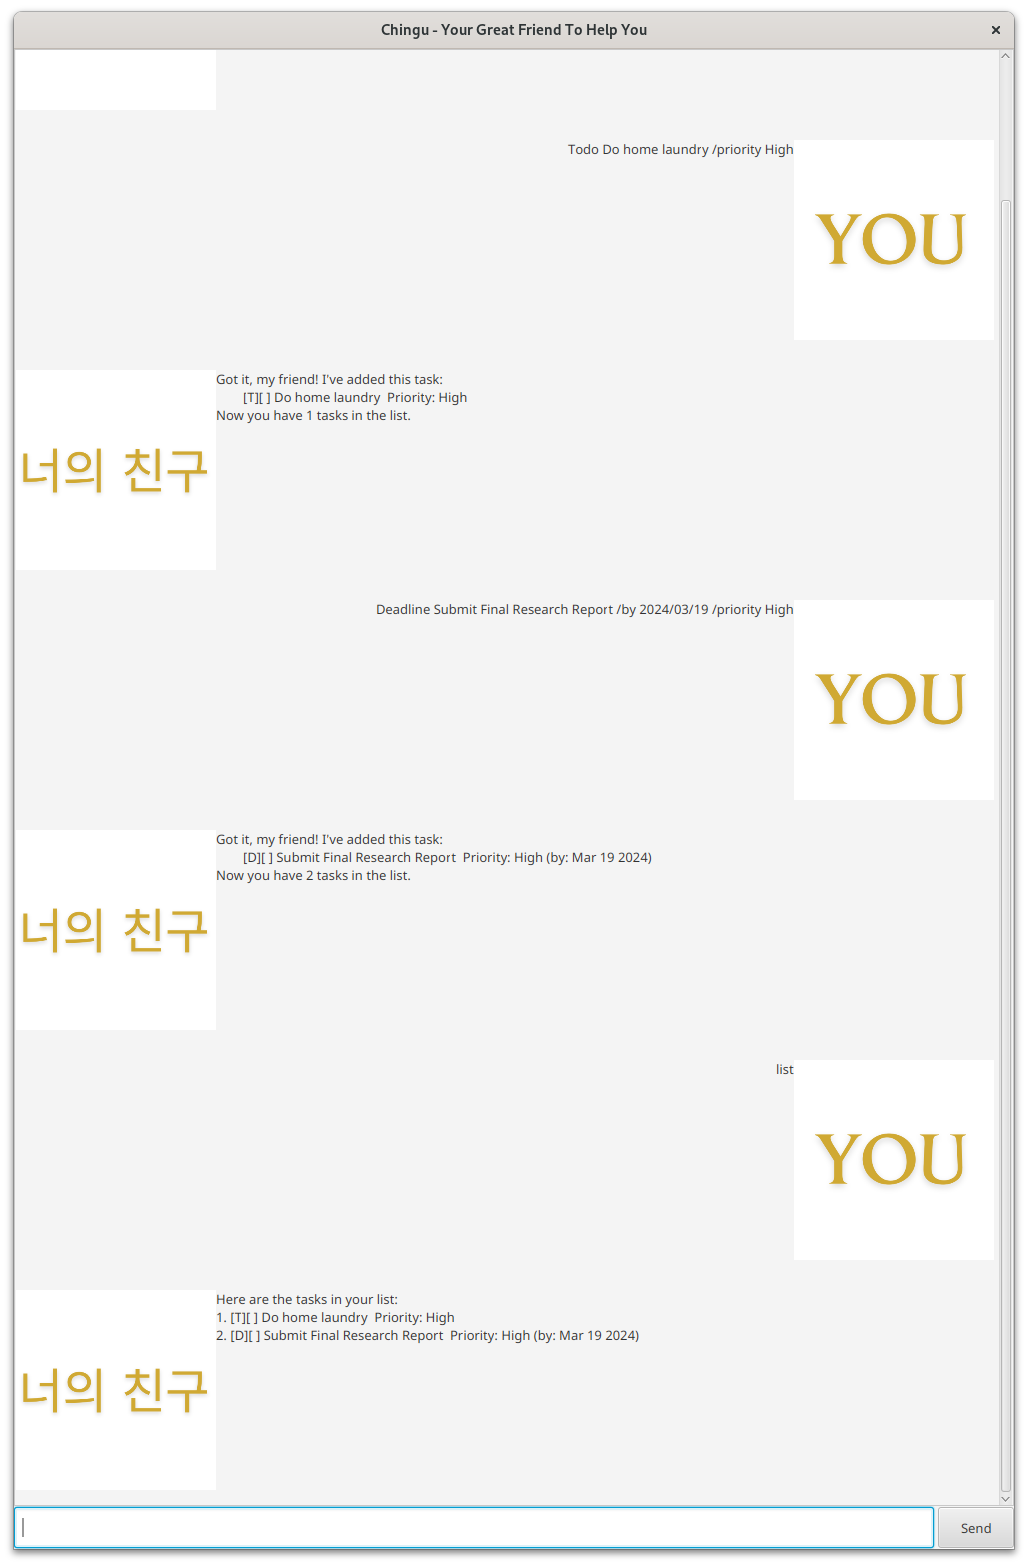 Chingu - Your Great Friend To Help You
Todo Do home laundry /priority High
YOU
Got it, my friend! I've added this task:
[T][ ] Do home laundry  Priority: High
Now you have 1 tasks in the list.
너의 친구
Deadline Submit Final Research Report /by 2024/03/19 /priority High
YOU
Got it, my friend! I've added this task:
[D][ ] Submit Final Research Report  Priority: High (by: Mar 19 2024)
Now you have 2 tasks in the list.
너의 친구
list
YOU
Here are the tasks in your list:
1. [T][ ] Do home laundry  Priority: High
2. [D][ ] Submit Final Research Report  Priority: High (by: Mar 19 2024)
너의 친구
Send